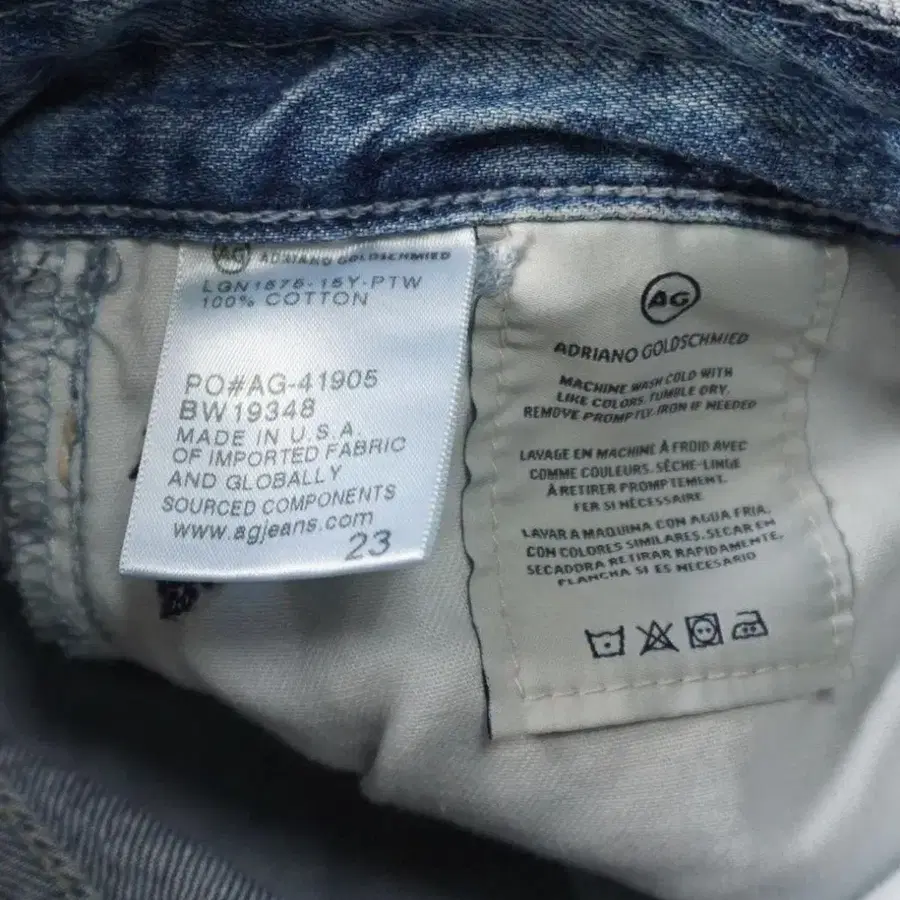 AG ADRIANO GOLDSCHMIED
LGN1575-15Y-PTW
100% COTTON
PO#AG-41905
BW19348
MADE IN U.S.A.
OF IMPORTED FABRIC
AND GLOBALLY
SOURCED COMPONENTS
www.agjeans.com
23
AG
ADRIANO GOLDSCHMIED
MACHINE WASH COLD WITH
LIKE COLORS. TUMBLE DRY.
REMOVE PROMPTLY. IRON IF NEEDED
LAVAGE EN MACHINE À FROID AVEC
COMME COULEURS. SÈCHE-LINGE
À RETIRER PROMPTEMENT.
FER SI NÉCESSAIRE
LAVAR A MAQUINA CON AGUA FRIA.
CON COLORES SIMILARES. SECAR EN
SECADORA RETIRAR RAPIDAMENTE,
PLANCHA SI ES NECESARIO